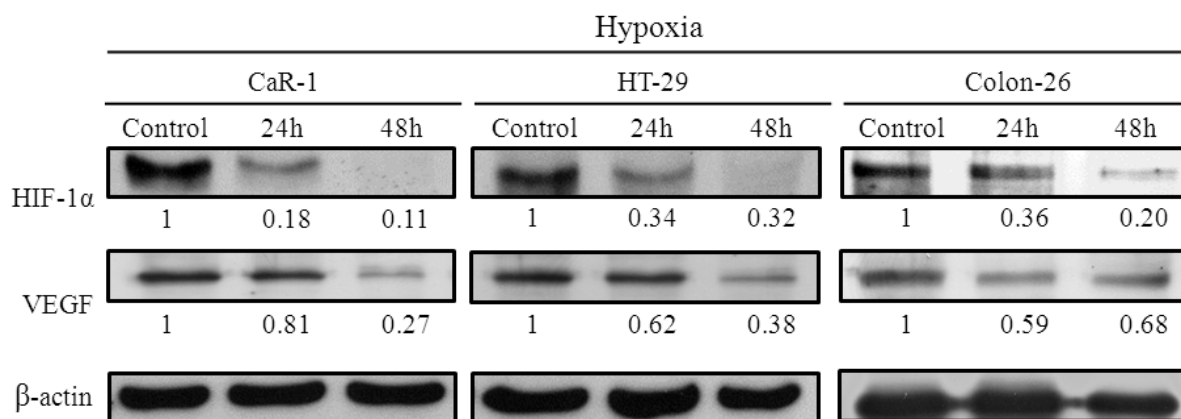 Hypoxia
CaR-1 HT-29 Colon-26
Control 24h 48h Control 24h 48h Control 24h 48h
HIF-1α
1 0.18 0.11 1 0.34 0.32 1 0.36 0.20
VEGF
1 0.81 0.27 1 0.62 0.38 1 0.59 0.68
β-actin